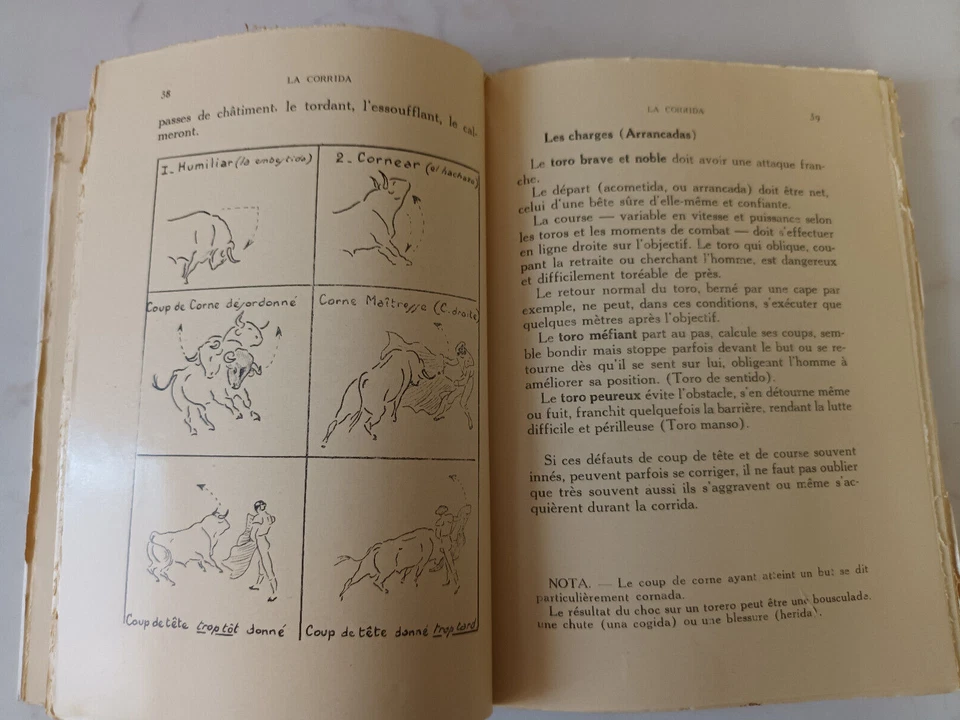 38
LA CORRIDA
passes de châtiment, le tordant, l'essoufflant, le cal-
meront.
1- Humiliar (la embestida)
2- Cornear (el hachazo)
Coup de Corne désordonné
Corne Maîtresse (C. droite)
Coup de tête trop tôt donné
Coup de tête donné trop tard
LA CORRIDA
59
Les charges (Arrancadas)
Le toro brave et noble doit avoir une attaque fran-
che.
Le départ (acometida, ou arrancada) doit être net,
celui d'une bête sûre d'elle-même et confiante.
La course — variable en vitesse et puissance selon
les toros et les moments de combat — doit s'effectuer
en ligne droite sur l'objectif. Le toro qui oblique, cou-
pant la retraite ou cherchant l'homme, est dangereux
et difficilement toréable de près.
Le retour normal du toro, berné par une cape par
exemple, ne peut, dans ces conditions, s'exécuter que
quelques mètres après l'objectif.
Le toro méfiant part au pas, calcule ses coups, sem-
ble bondir mais stoppe parfois devant le but ou se re-
tourne dès qu'il se sent sur lui, obligeant l'homme à
améliorer sa position. (Toro de sentido).
Le toro peureux évite l'obstacle, s'en détourne même
ou fuit, franchit quelquefois la barrière, rendant la lutte
difficile et périlleuse (Toro manso).
Si ces défauts de coup de tête et de course souvent
innés, peuvent parfois se corriger, il ne faut pas oublier
que très souvent aussi ils s'aggravent ou même s'ac-
quièrent durant la corrida.
NOTA. — Le coup de corne ayant atteint un but se dit
particulièrement cornada.
Le résultat du choc sur un torero peut être une bousculade,
une chute (una cogida) ou une blessure (herida).